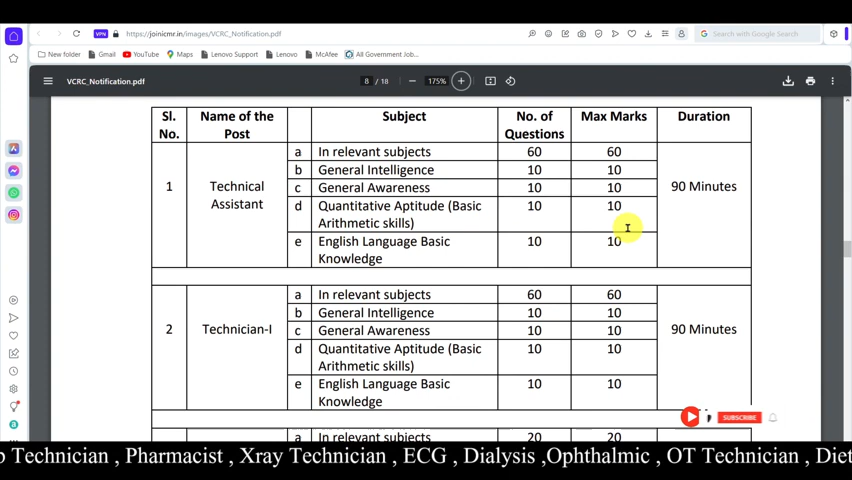 VPN
https://joinicmr.in/images/VCRC_Notification.pdf
Search with Google
New folder
Gmail
YouTube
Maps
Lenovo Support
Lenovo
McAfee
All Government Job...
VCRC_Notification.pdf
8 / 18
175%
Sl. No.
Name of the Post
Subject
No. of Questions
Max Marks
Duration
1
Technical Assistant
a In relevant subjects 60 60
b General Intelligence 10 10
c General Awareness 10 10
d Quantitative Aptitude (Basic Arithmetic skills) 10 10
e English Language Basic Knowledge 10 10
90 Minutes
2
Technician-I
a In relevant subjects 60 60
b General Intelligence 10 10
c General Awareness 10 10
d Quantitative Aptitude (Basic Arithmetic skills) 10 10
e English Language Basic Knowledge 10 10
90 Minutes
a In relevant subjects 20 20
SUBSCRIBE
Technician , Pharmacist , Xray Technician , ECG , Dialysis ,Ophthalmic , OT Technician ,